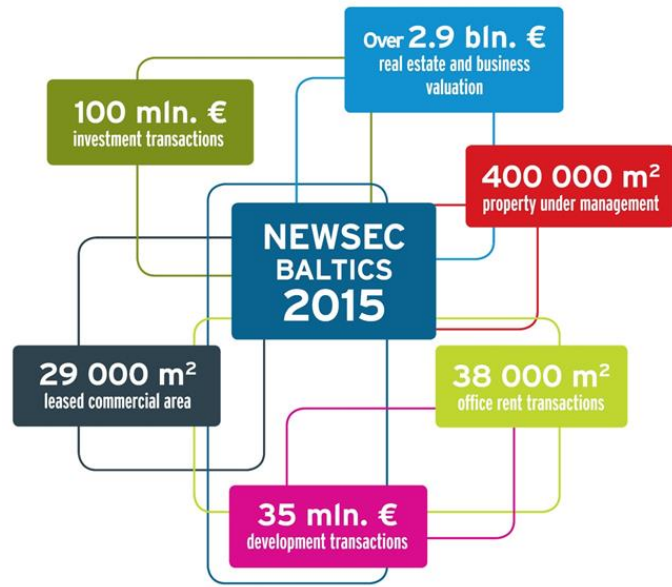 Over 2.9 bln. €
real estate and business
valuation
100 mln. €
investment transactions
400 000 m²
property under management
NEWSEC
BALTICS
2015
29 000 m²
leased commercial area
38 000 m²
office rent transactions
35 mln. €
development transactions